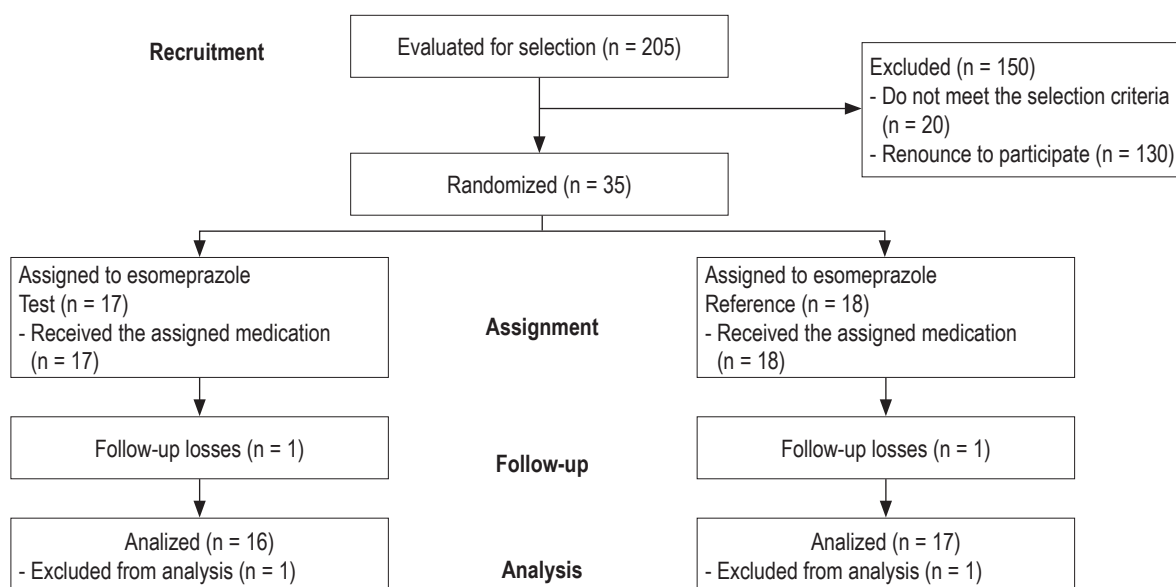 Recruitment
Evaluated for selection (n = 205)
Excluded (n = 150)
- Do not meet the selection criteria
(n = 20)
- Renounce to participate (n = 130)
Randomized (n = 35)
Assigned to esomeprazole
Test (n = 17)
- Received the assigned medication
(n = 17)
Assignment
Assigned to esomeprazole
Reference (n = 18)
- Received the assigned medication
(n = 18)
Follow-up losses (n = 1)
Follow-up
Follow-up losses (n = 1)
Analized (n = 16)
- Excluded from analysis (n = 1)
Analysis
Analized (n = 17)
- Excluded from analysis (n = 1)